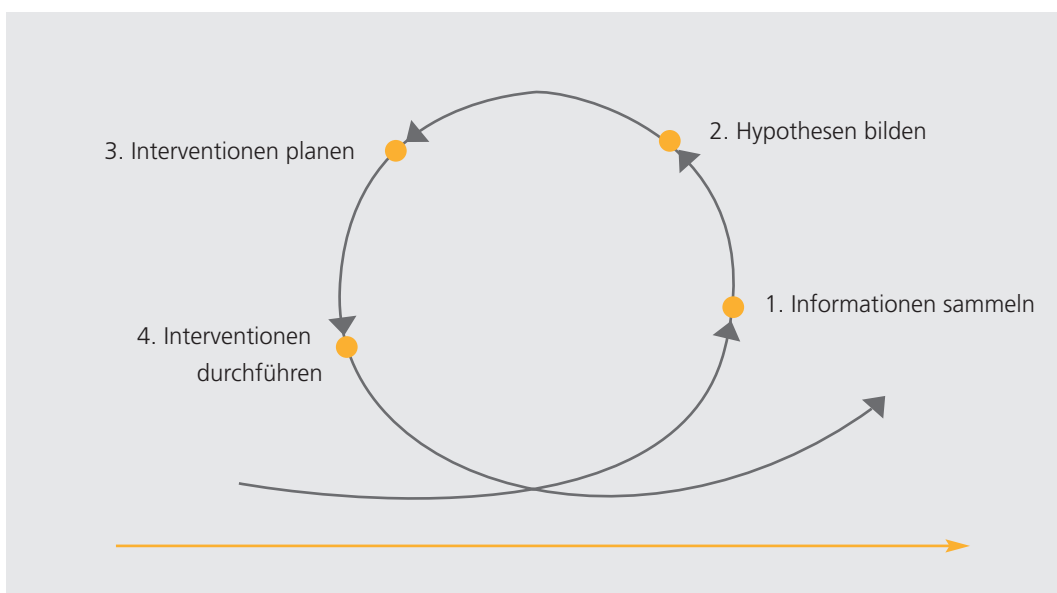 2. Hypothesen bilden
3. Interventionen planen
1. Informationen sammeln
4. Interventionen
durchführen